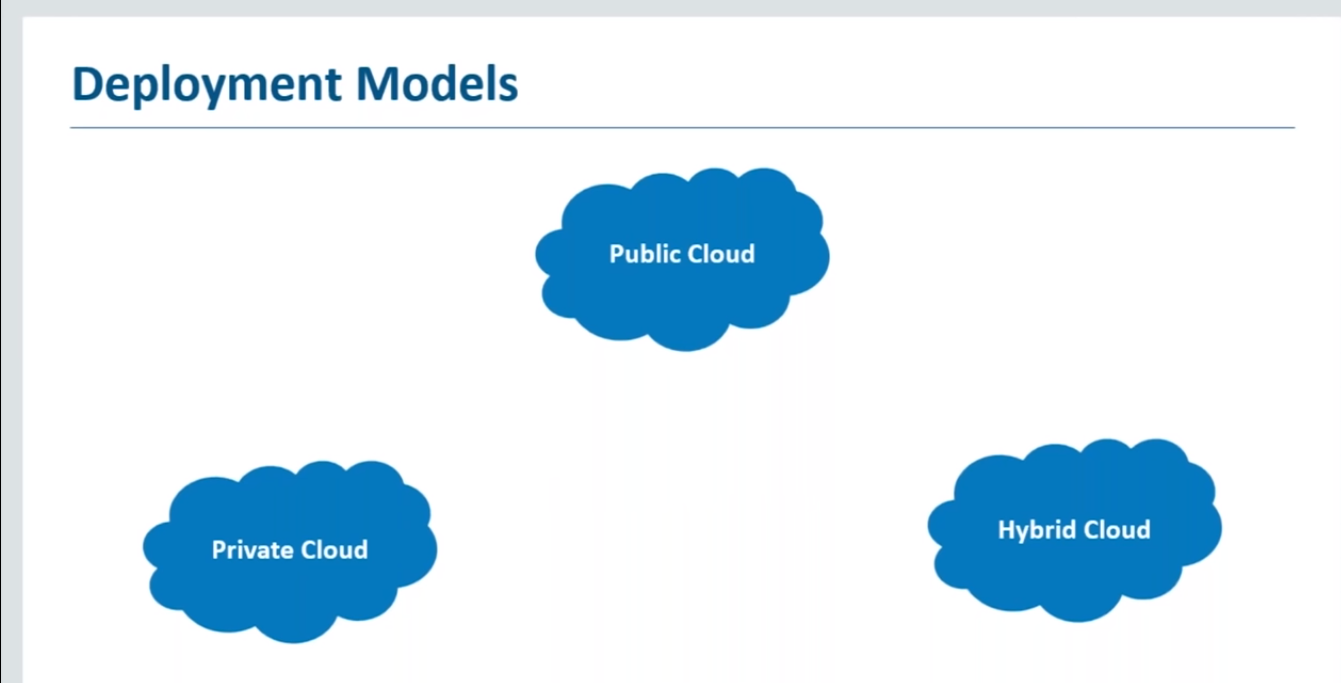 Deployment Models
Public Cloud
Private Cloud
Hybrid Cloud